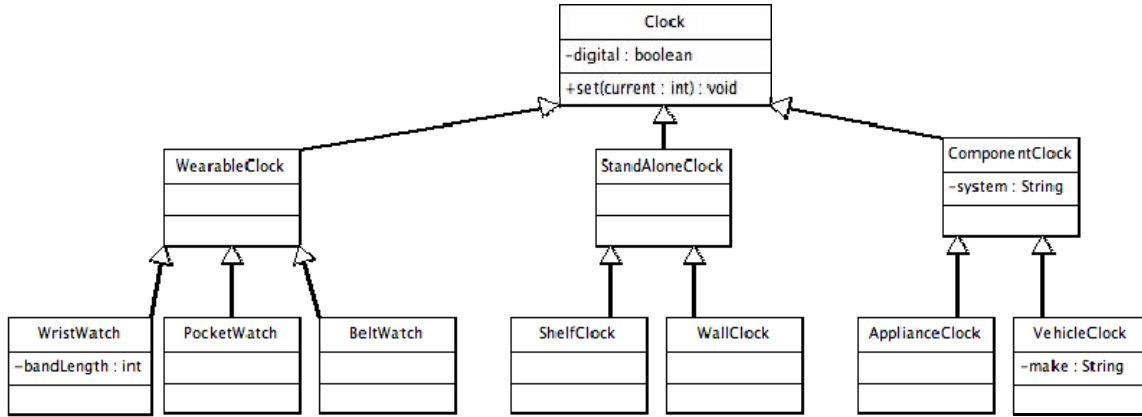 Clock
-digital : boolean
+set(current : int) : void
WearableClock
StandAloneClock
ComponentClock
-system : String
WristWatch
-bandLength : int
PocketWatch
BeltWatch
ShelfClock
WallClock
ApplianceClock
VehicleClock
-make : String